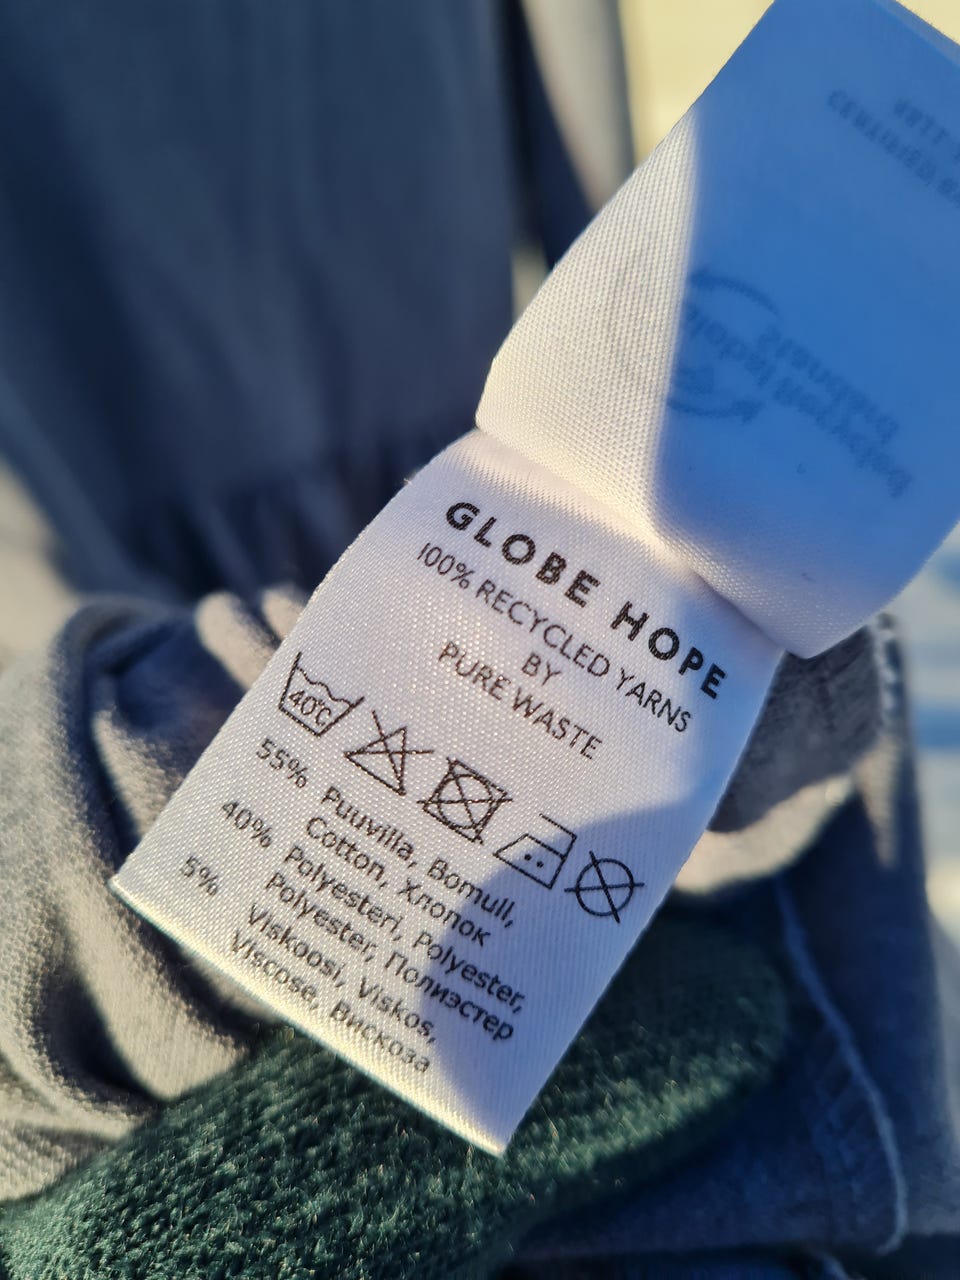 GLOBE HOPE
100% RECYCLED YARNS
BY
PURE WASTE
40°C
55% Puuvilla, Bomull,
Cotton, Хлопок
40% Polyesteri, Polyester,
Polyester, Полиэстер
5% Viskoosi, Viskos,
Viscose, Вискоза